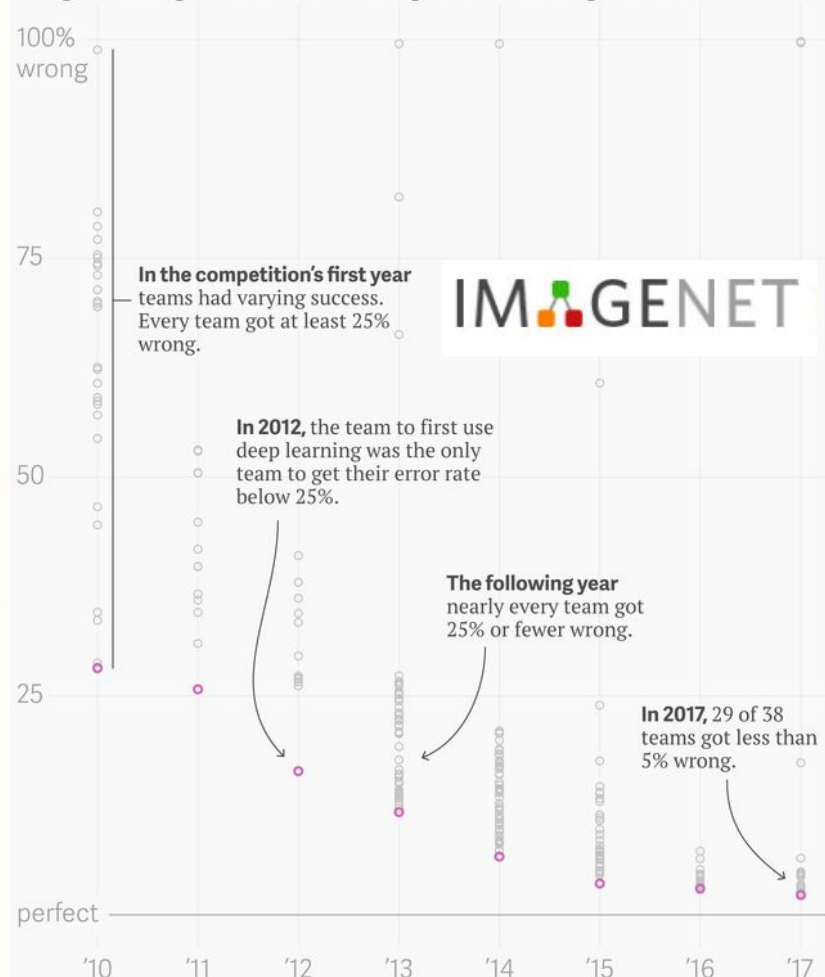 100%
wrong
75
In the competition's first year
teams had varying success.
Every team got at least 25%
wrong.
IMAGENET
In 2012, the team to first use
deep learning was the only
team to get their error rate
below 25%.
50
The following year
nearly every team got
25% or fewer wrong.
25
In 2017, 29 of 38
teams got less than
5% wrong.
perfect
'10 '11 '12 '13 '14 '15 '16 '17